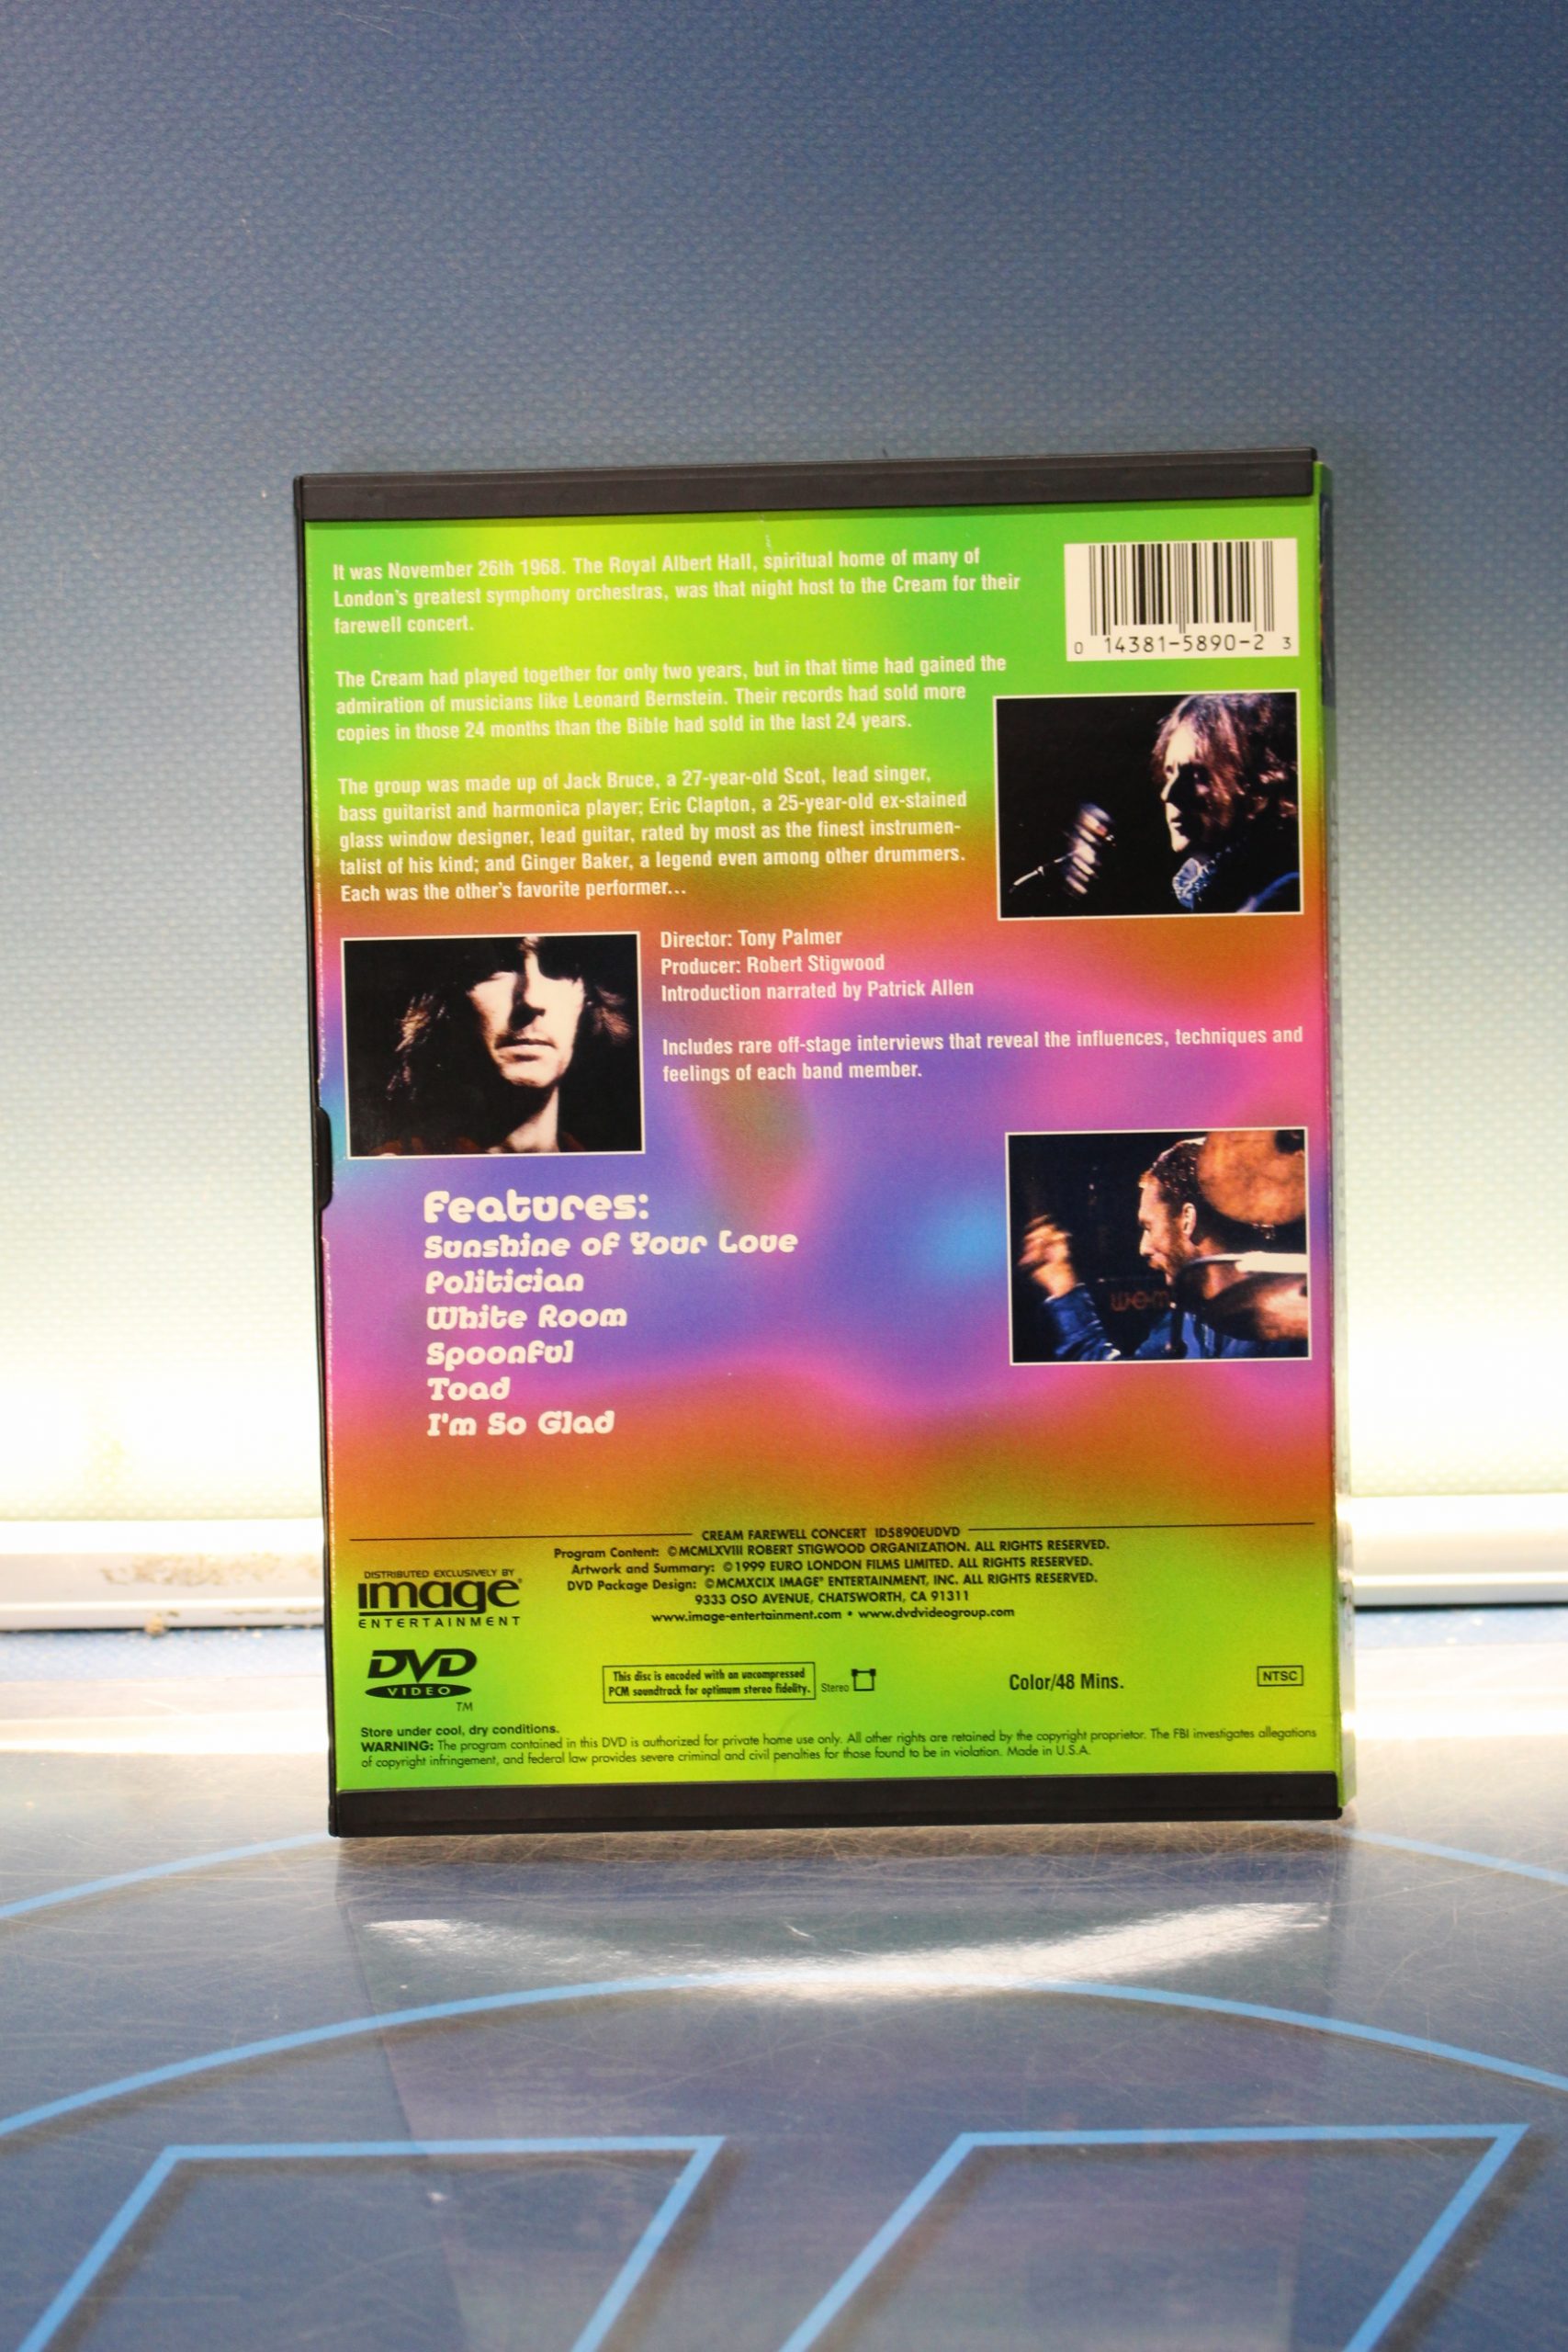 It was November 26th 1968. The Royal Albert Hall, spiritual home of many of
London's greatest symphony orchestras, was that night host to the Cream for their
farewell concert.
0 14381-5890-2 3
The Cream had played together for only two years, but in that time had gained the
admiration of musicians like Leonard Bernstein. Their records had sold more
copies in those 24 months than the Bible had sold in the last 24 years.
The group was made up of Jack Bruce, a 27-year-old Scot, lead singer,
bass guitarist and harmonica player; Eric Clapton, a 25-year-old ex-stained
glass window designer, lead guitar, rated by most as the finest instrumen-
talist of his kind; and Ginger Baker, a legend even among other drummers.
Each was the other's favorite performer...
Director: Tony Palmer
Producer: Robert Stigwood
Introduction narrated by Patrick Allen
Includes rare off-stage interviews that reveal the influences, techniques and
feelings of each band member.
Features:
Sunshine of Your Love
Politician
White Room
Spoonful
Toad
I'm So Glad
wem
CREAM FAREWELL CONCERT ID5890EUDVD
Program Content: ©MCMLXVIII ROBERT STIGWOOD ORGANIZATION. ALL RIGHTS RESERVED.
Artwork and Summary: ©1999 EURO LONDON FILMS LIMITED. ALL RIGHTS RESERVED.
DVD Package Design: ©MCMXCIX IMAGE® ENTERTAINMENT, INC. ALL RIGHTS RESERVED.
9333 OSO AVENUE, CHATSWORTH, CA 91311
www.image-entertainment.com • www.dvdvideogroup.com
DISTRIBUTED EXCLUSIVELY BY
image®
ENTERTAINMENT
DVD
VIDEO
TM
This disc is encoded with an uncompressed
PCM soundtrack for optimum stereo fidelity.
Stereo
Color/48 Mins.
NTSC
Store under cool, dry conditions.
WARNING: The program contained in this DVD is authorized for private home use only. All other rights are retained by the copyright proprietor. The FBI investigates allegations
of copyright infringement, and federal law provides severe criminal and civil penalties for those found to be in violation. Made in U.S.A.